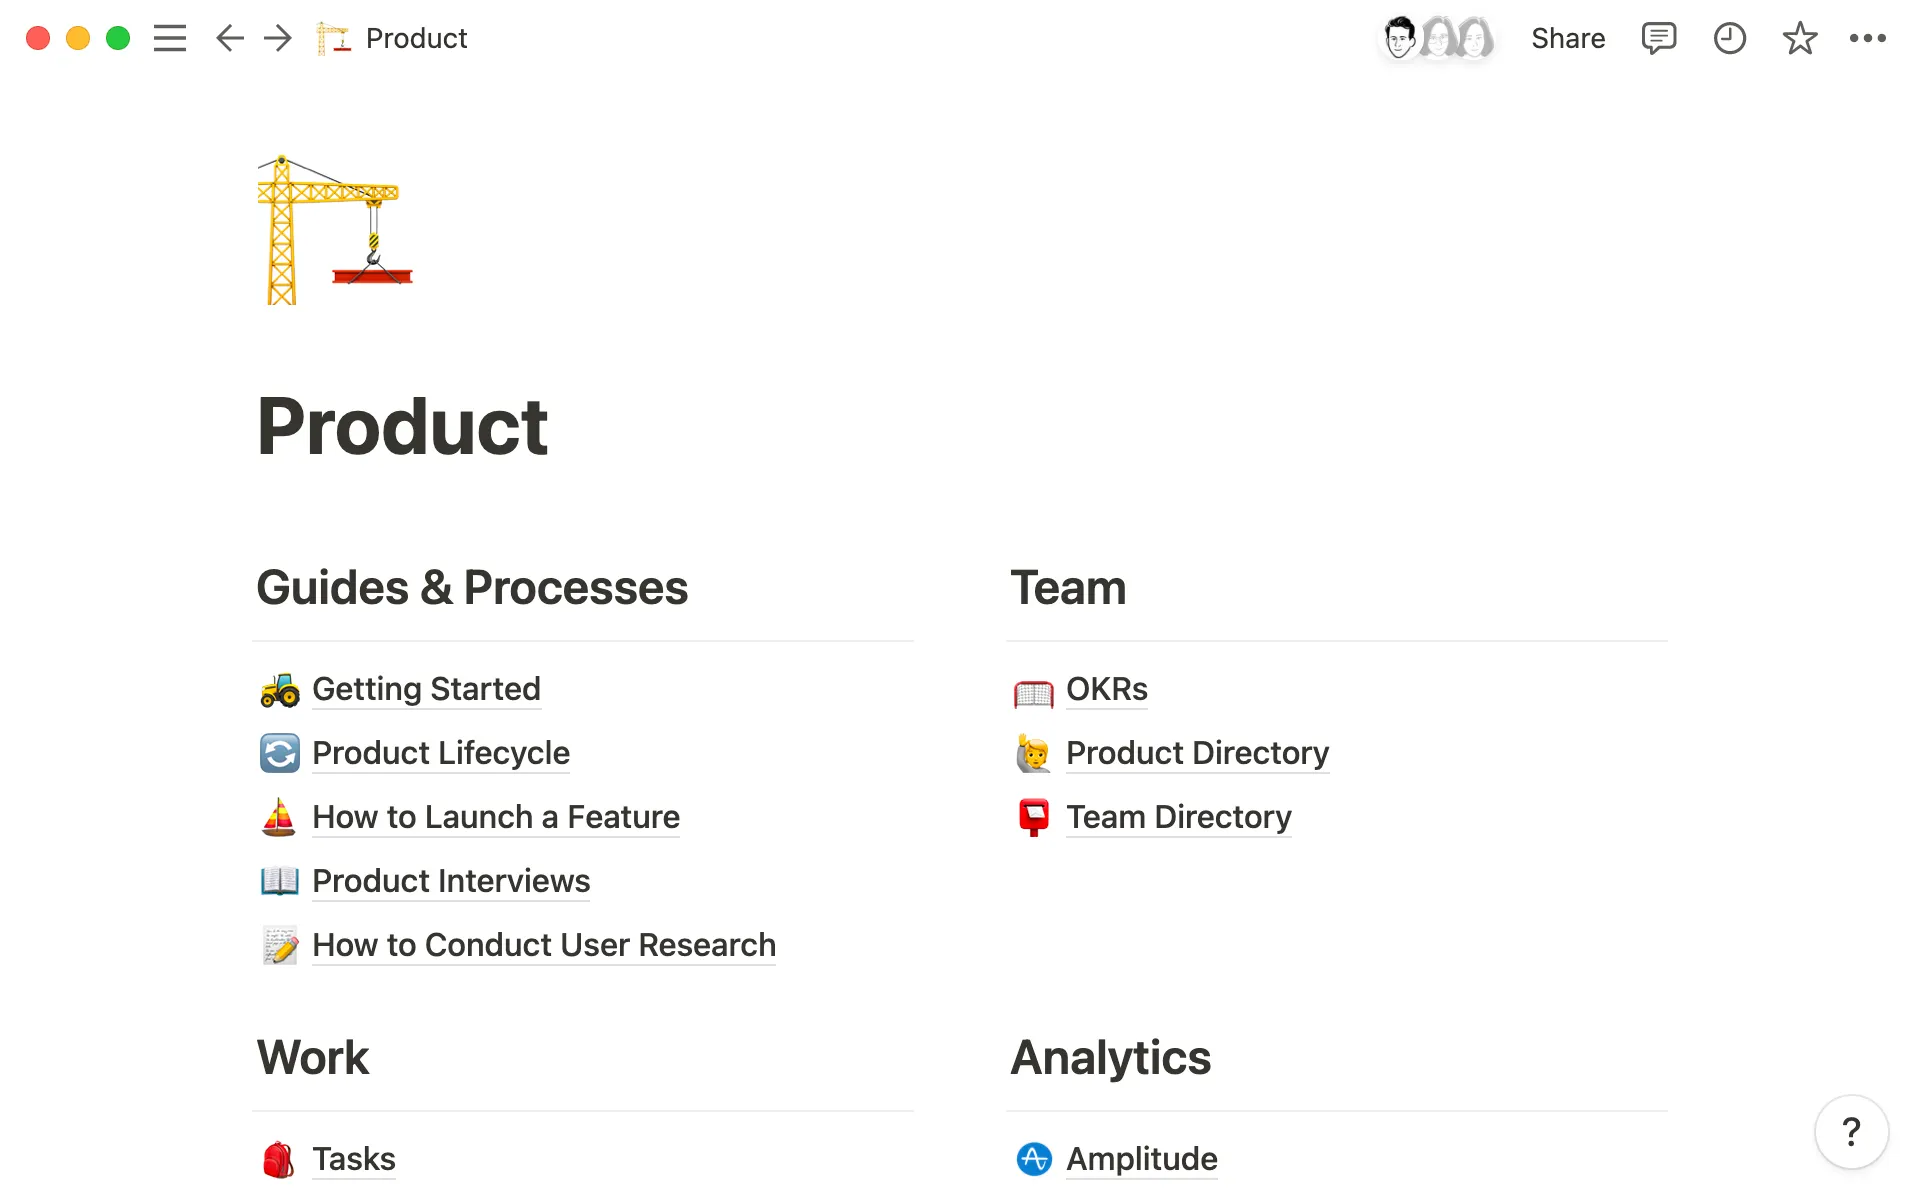 Product
Share
Product
Guides & Processes
Getting Started
Product Lifecycle
How to Launch a Feature
Product Interviews
How to Conduct User Research
Team
OKRs
Product Directory
Team Directory
Work
Tasks
Analytics
Amplitude
?